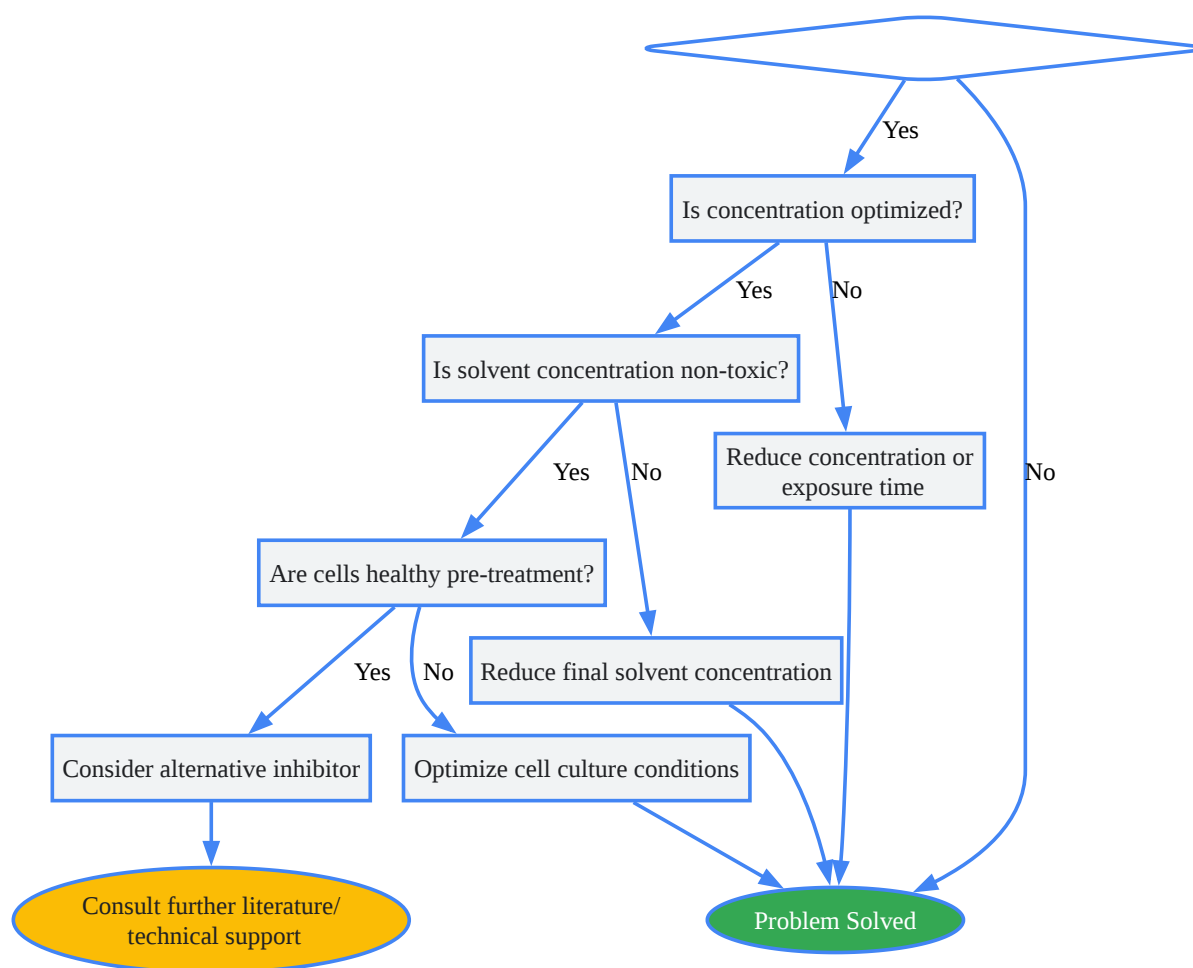 Yes
Is concentration optimized?
Yes
No
Is solvent concentration non-toxic?
Reduce concentration or
exposure time
Yes
No
No
Are cells healthy pre-treatment?
Yes
No
Reduce final solvent concentration
Consider alternative inhibitor
Optimize cell culture conditions
Consult further literature/
technical support
Problem Solved